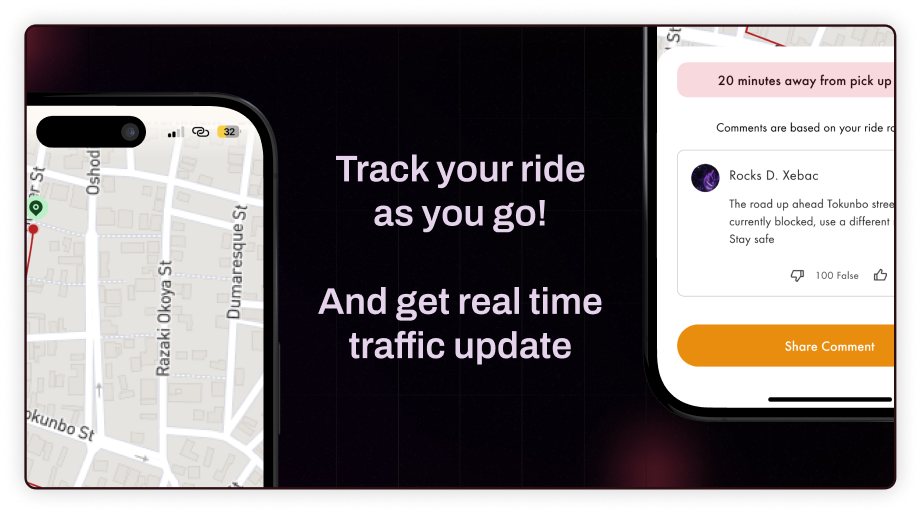 32
Oshod
St
Dumaresque St
Razaki Okoya St
okunbo St
Track your ride
as you go!
And get real time
traffic update
St
20 minutes away from pick up
Comments are based on your ride ro
Rocks D. Xebac
The road up ahead Tokunbo stree
currently blocked, use a different
Stay safe
100 False
Share Comment